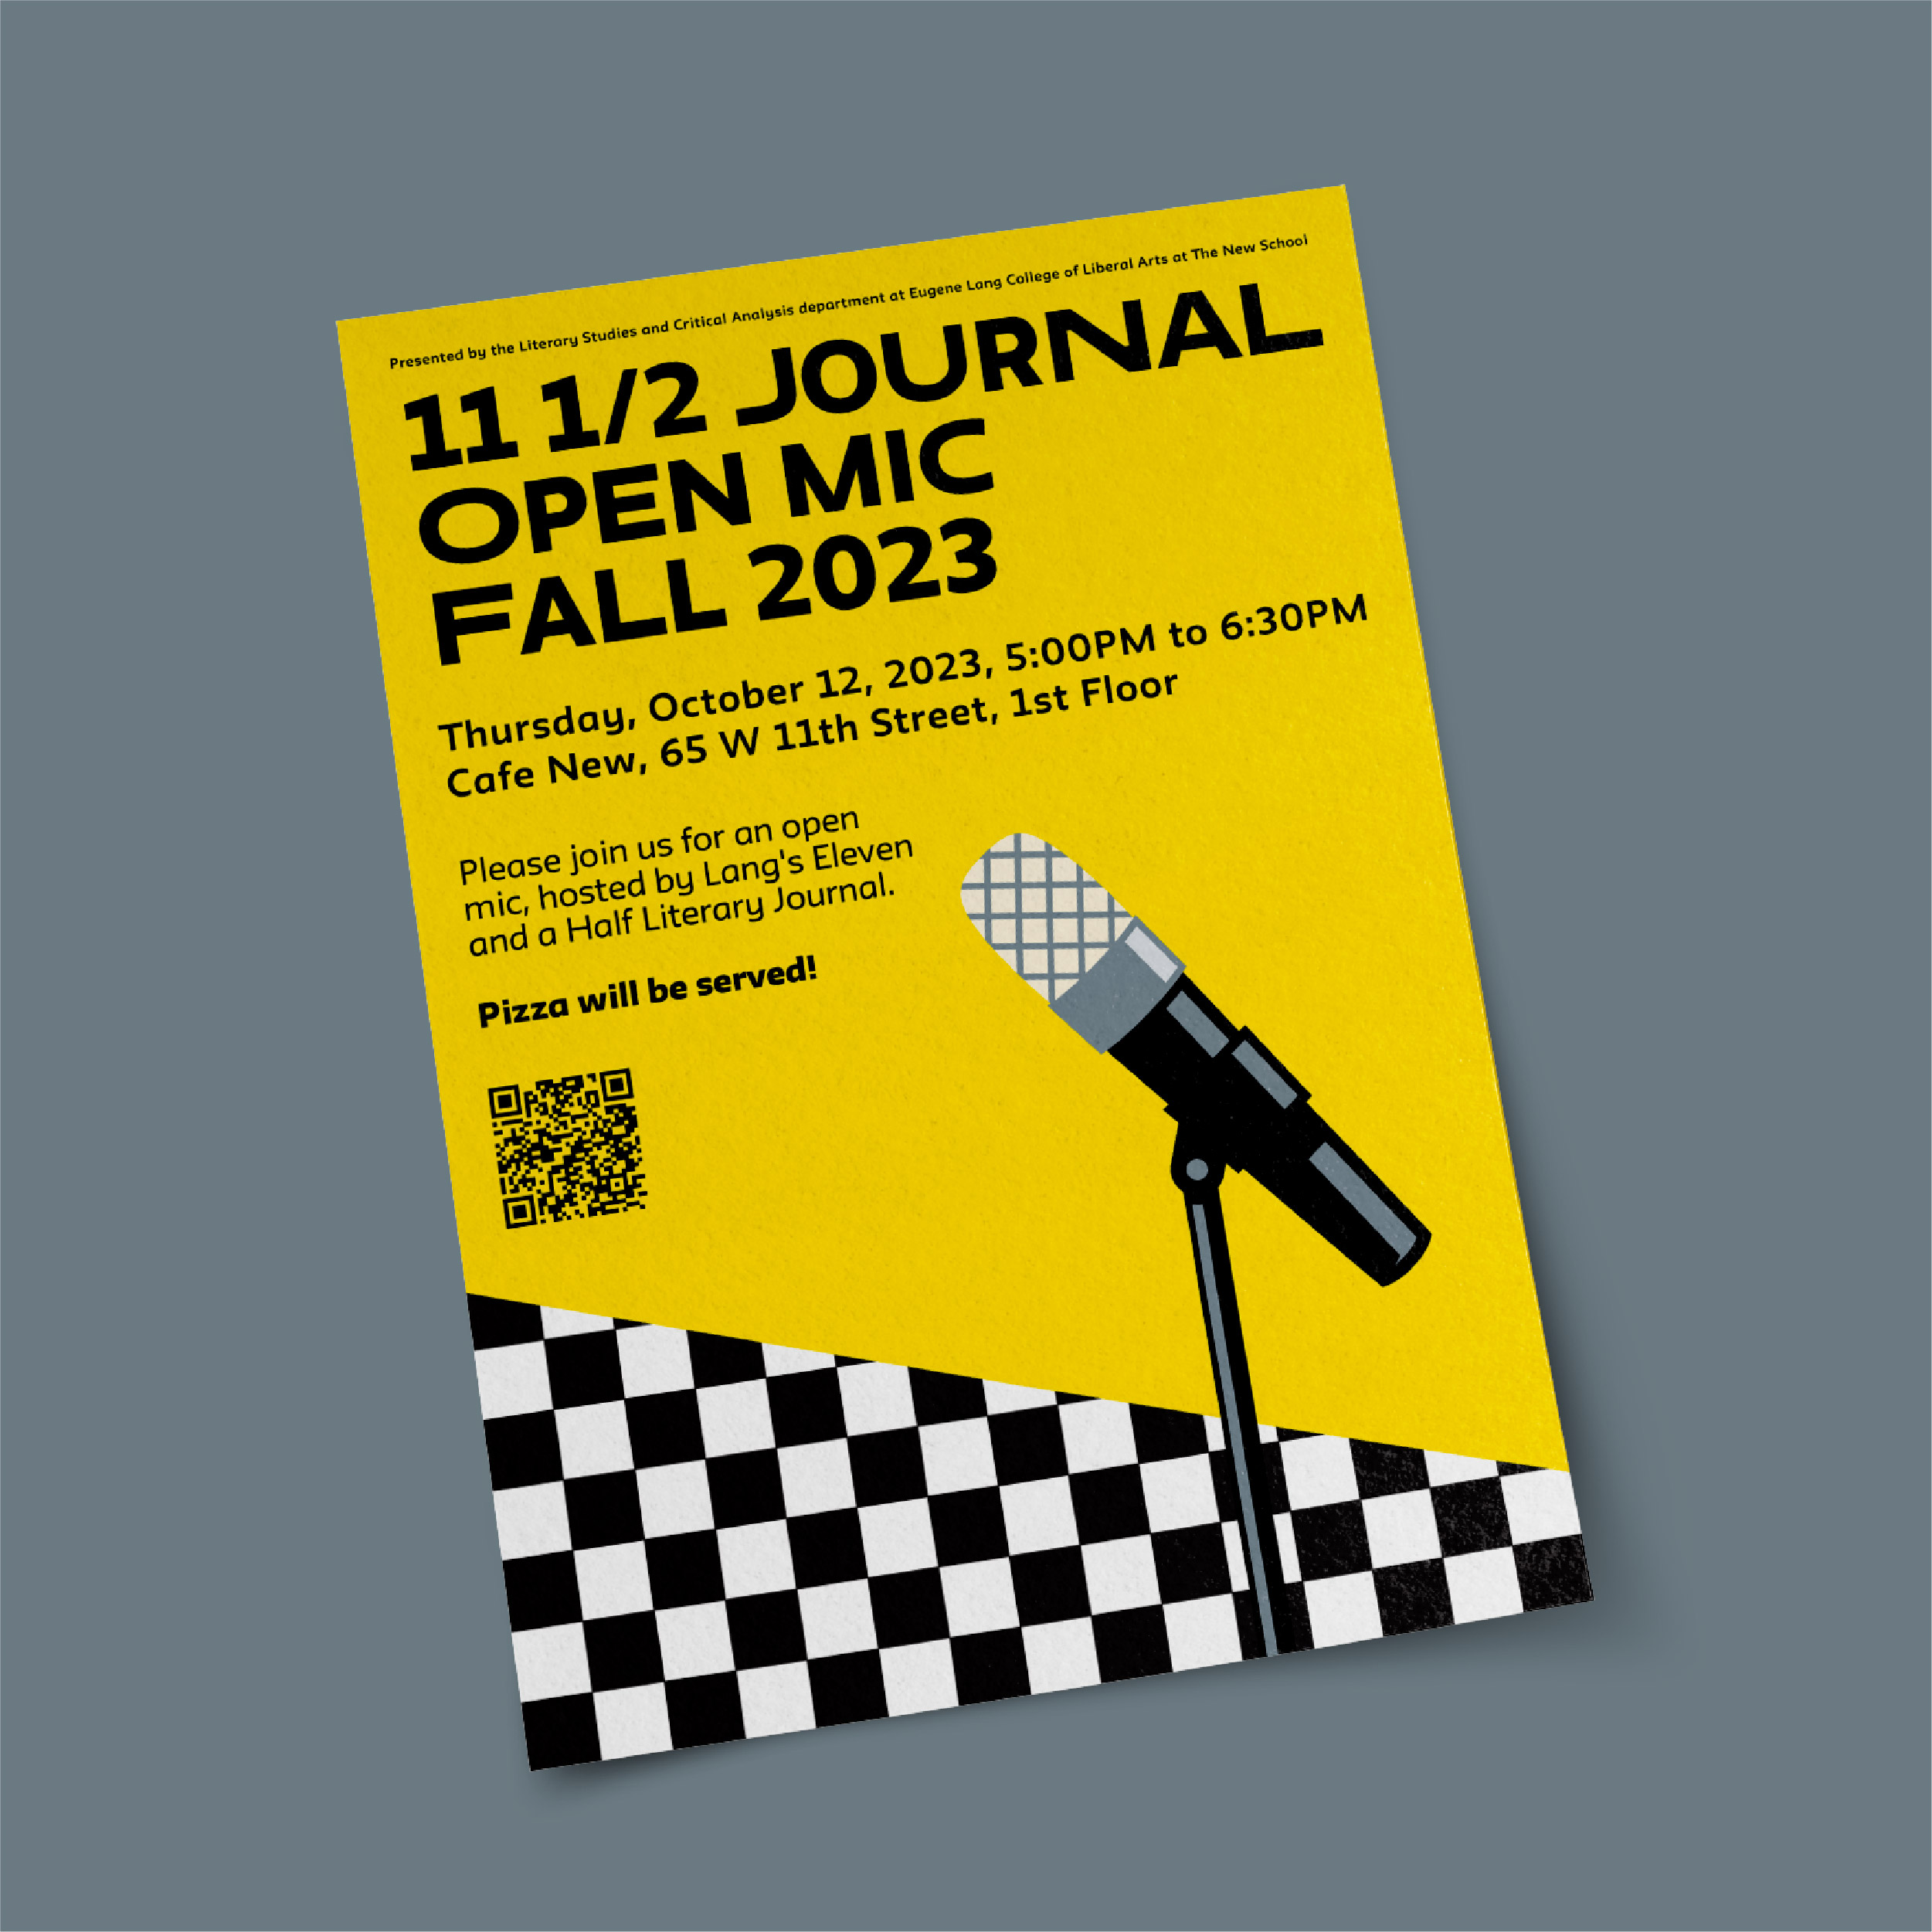 Presented by the Literary Studies and Critical Analysis department at Eugene Lang College of Liberal Arts at The New School
11 1/2 JOURNAL
OPEN MIC
FALL 2023
Thursday, October 12, 2023, 5:00PM to 6:30PM
Cafe New, 65 W 11th Street, 1st Floor
Please join us for an open
mic, hosted by Lang's Eleven
and a Half Literary Journal.
Pizza will be served!